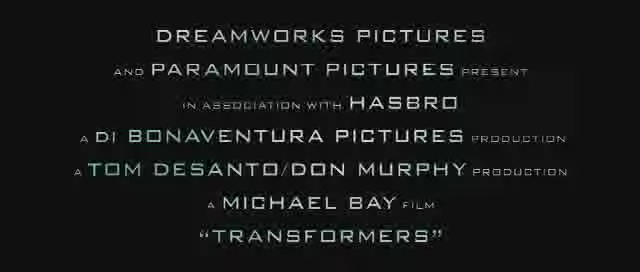 DREAMWORKS PICTURES
AND PARAMOUNT PICTURES PRESENT
IN ASSOCIATION WITH HASBRO
A DI BONAVENTURA PICTURES PRODUCTION
A TOM DESANTO/DON MURPHY PRODUCTION
A MICHAEL BAY FILM
“TRANSFORMERS”